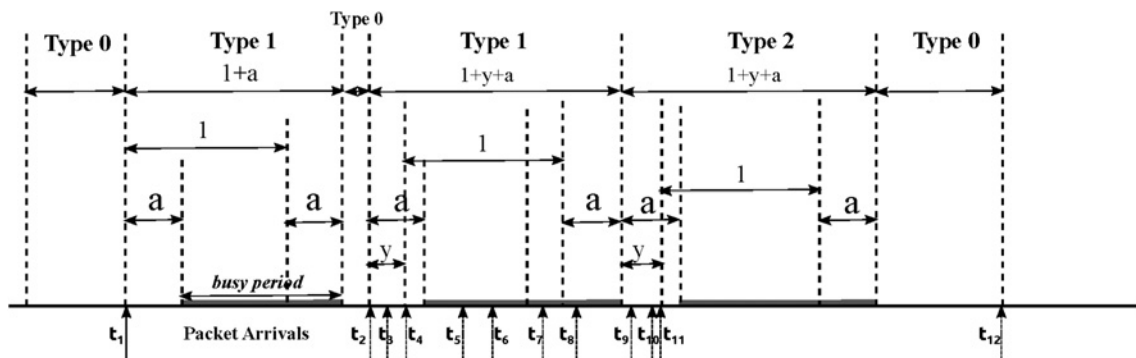 Type 0
Type 0 Type 1 Type 1 Type 2 Type 0
1+a 1+y+a 1+y+a
1 1 1
a a a a a a
y y
busy period
t1 Packet Arrivals t2 t3 t4 t5 t6 t7 t8 t9 t10 t11 t12